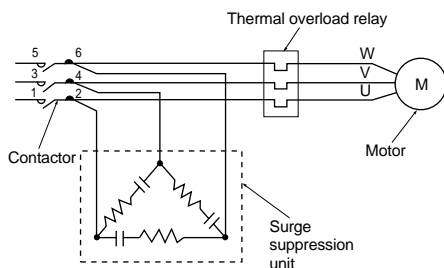 Thermal overload relay
5
6
W
3
4
V
M
1
2
U
Contactor
Motor
Surge
suppression
unit